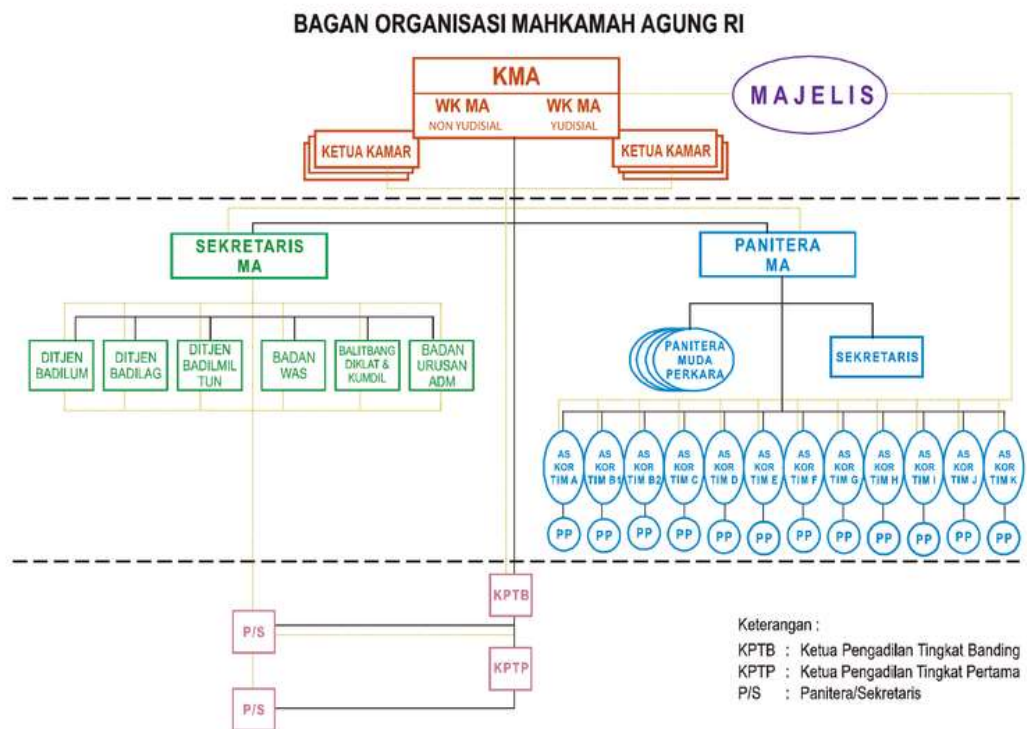 BAGAN ORGANISASI MAHKAMAH AGUNG RI
KMA
WK MA
NON YUDISIAL
WK MA
YUDISIAL
MAJELIS
KETUA KAMAR
KETUA KAMAR
SEKRETARIS
MA
PANITERA
MA
DITJEN
BADILUM
DITJEN
BADILAG
DITJEN
BADILMIL
TUN
BADAN
WAS
BALITBANG
DIKLAT &
KUMDIL
BADAN
URUSAN
ADM
PANITERA
MUDA
PERKARA
SEKRETARIS
AS
KOR
TIM A
AS
KOR
TIM B1
AS
KOR
TIM B2
AS
KOR
TIM C
AS
KOR
TIM D
AS
KOR
TIM E
AS
KOR
TIM F
AS
KOR
TIM G
AS
KOR
TIM H
AS
KOR
TIM I
AS
KOR
TIM J
AS
KOR
TIM K
PP
PP
PP
PP
PP
PP
PP
PP
PP
PP
PP
PP
KPTB
P/S
KPTP
P/S
Keterangan :
KPTB : Ketua Pengadilan Tingkat Banding
KPTP : Ketua Pengadilan Tingkat Pertama
P/S : Panitera/Sekretaris